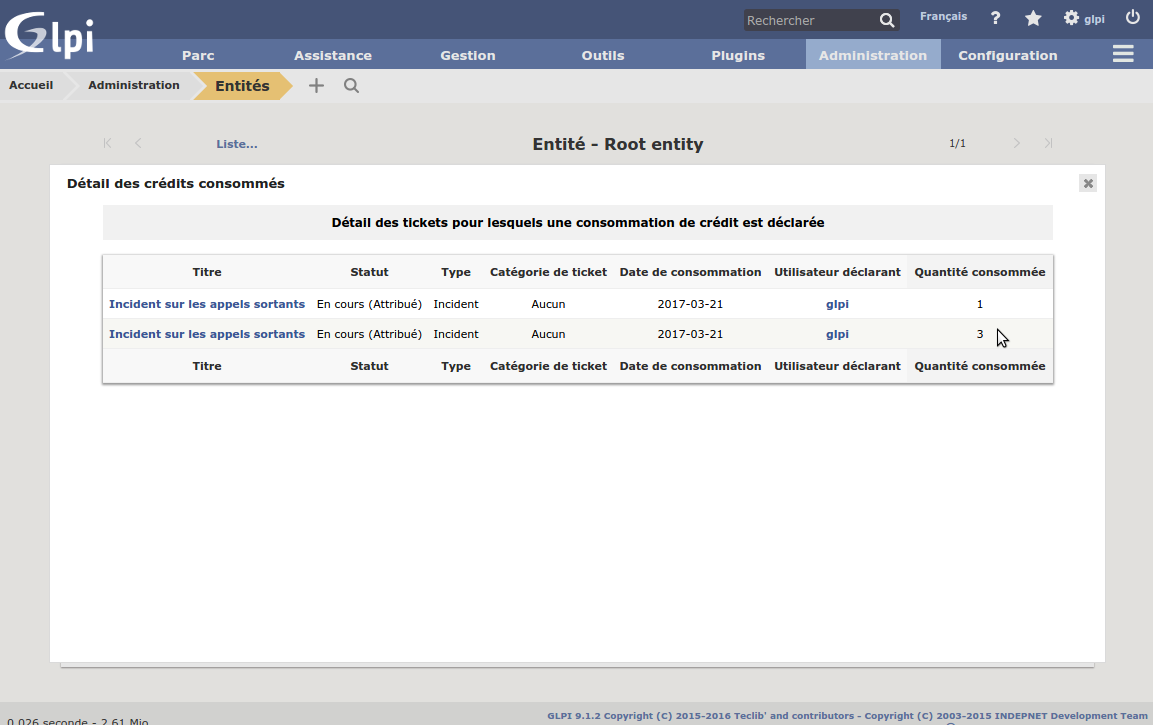 Glpi
Rechercher
Français
?
glpi
Parc Assistance Gestion Outils Plugins Administration Configuration
Accueil Administration Entités
Liste... Entité - Root entity 1/1
Détail des crédits consommés
Détail des tickets pour lesquels une consommation de crédit est déclarée
Titre Statut Type Catégorie de ticket Date de consommation Utilisateur déclarant Quantité consommée
Incident sur les appels sortants En cours (Attribué) Incident Aucun 2017-03-21 glpi 1
Incident sur les appels sortants En cours (Attribué) Incident Aucun 2017-03-21 glpi 3
Titre Statut Type Catégorie de ticket Date de consommation Utilisateur déclarant Quantité consommée
GLPI 9.1.2 Copyright (C) 2015-2016 Teclib' and contributors - Copyright (C) 2003-2015 INDEPNET Development Team
0.026 seconde - 2.61 Mio